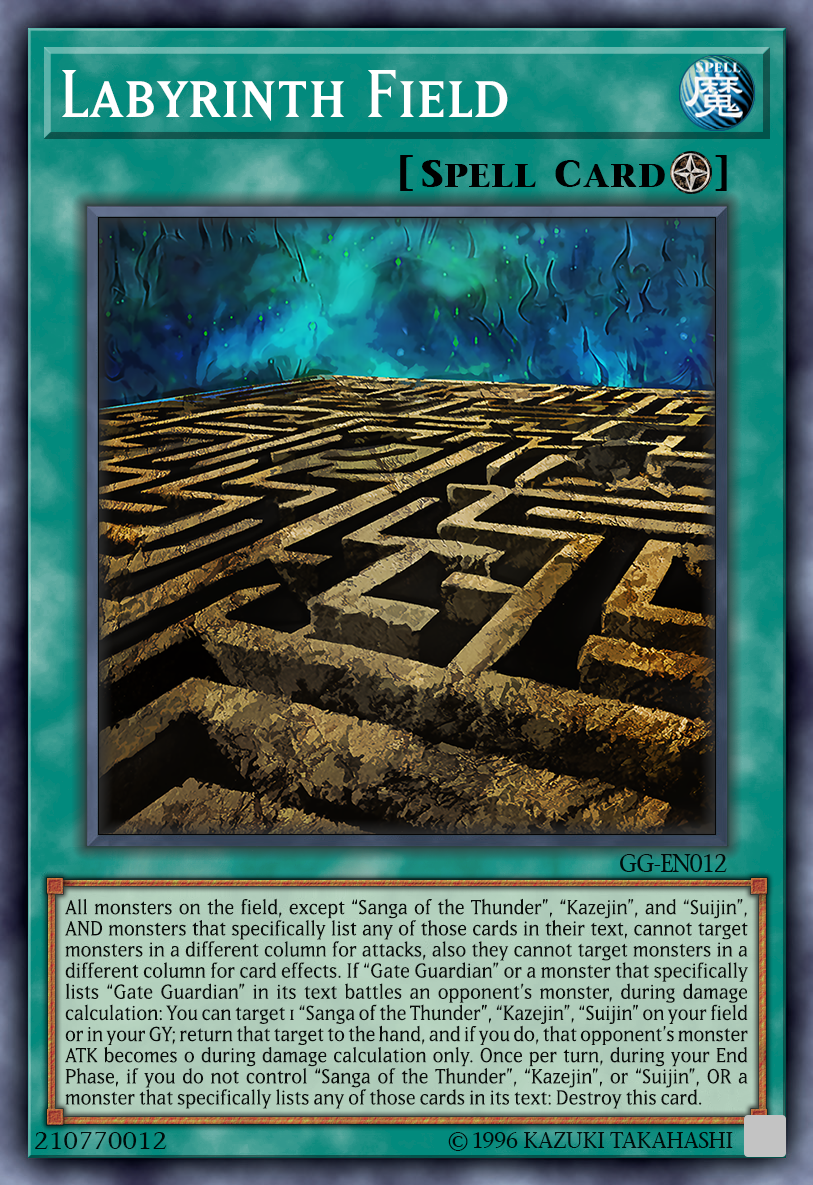 Labyrinth Field
SPELL
魔
[Spell Card]
GG-EN012
All monsters on the field, except “Sanga of the Thunder”, “Kazejin”, and “Suijin”,
AND monsters that specifically list any of those cards in their text, cannot target
monsters in a different column for attacks, also they cannot target monsters in a
different column for card effects. If “Gate Guardian” or a monster that specifically
lists “Gate Guardian” in its text battles an opponent’s monster, during damage
calculation: You can target 1 “Sanga of the Thunder”, “Kazejin”, “Suijin” on your field
or in your GY; return that target to the hand, and if you do, that opponent’s monster
ATK becomes 0 during damage calculation only. Once per turn, during your End
Phase, if you do not control “Sanga of the Thunder”, “Kazejin”, or “Suijin”, OR a
monster that specifically lists any of those cards in its text: Destroy this card.
210770012
© 1996 KAZUKI TAKAHASHI